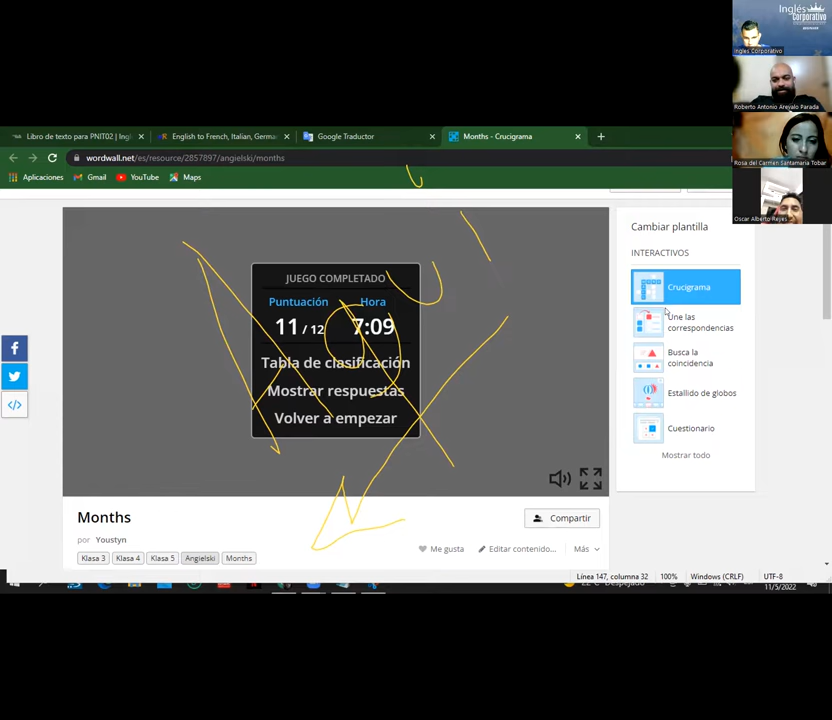 Inglés
Corporativo
Ingles Corporativo
Roberto Antonio Arevalo Parada
Rosa del Carmen Santamaria Tobar
Oscar Alberto Reyes
Libro de texto para PNIT02 | Ingl
English to French, Italian, Germa
Google Traductor
Months - Crucigrama
wordwall.net/es/resource/2857897/angielski/months
Aplicaciones
Gmail
YouTube
Maps
JUEGO COMPLETADO
Puntuación Hora
11 / 12 7:09
Tabla de clasificación
Mostrar respuestas
Volver a empezar
Cambiar plantilla
INTERACTIVOS
Crucigrama
Une las
correspondencias
Busca la
coincidencia
Estallido de globos
Cuestionario
Mostrar todo
Months
Compartir
por Youstyn
Me gusta
Editar contenido...
Más
Klasa 3 Klasa 4 Klasa 5 Angielski Months
Línea 147, columna 32 100% Windows (CRLF) UTF-8
22°C Despejado
11/5/2022